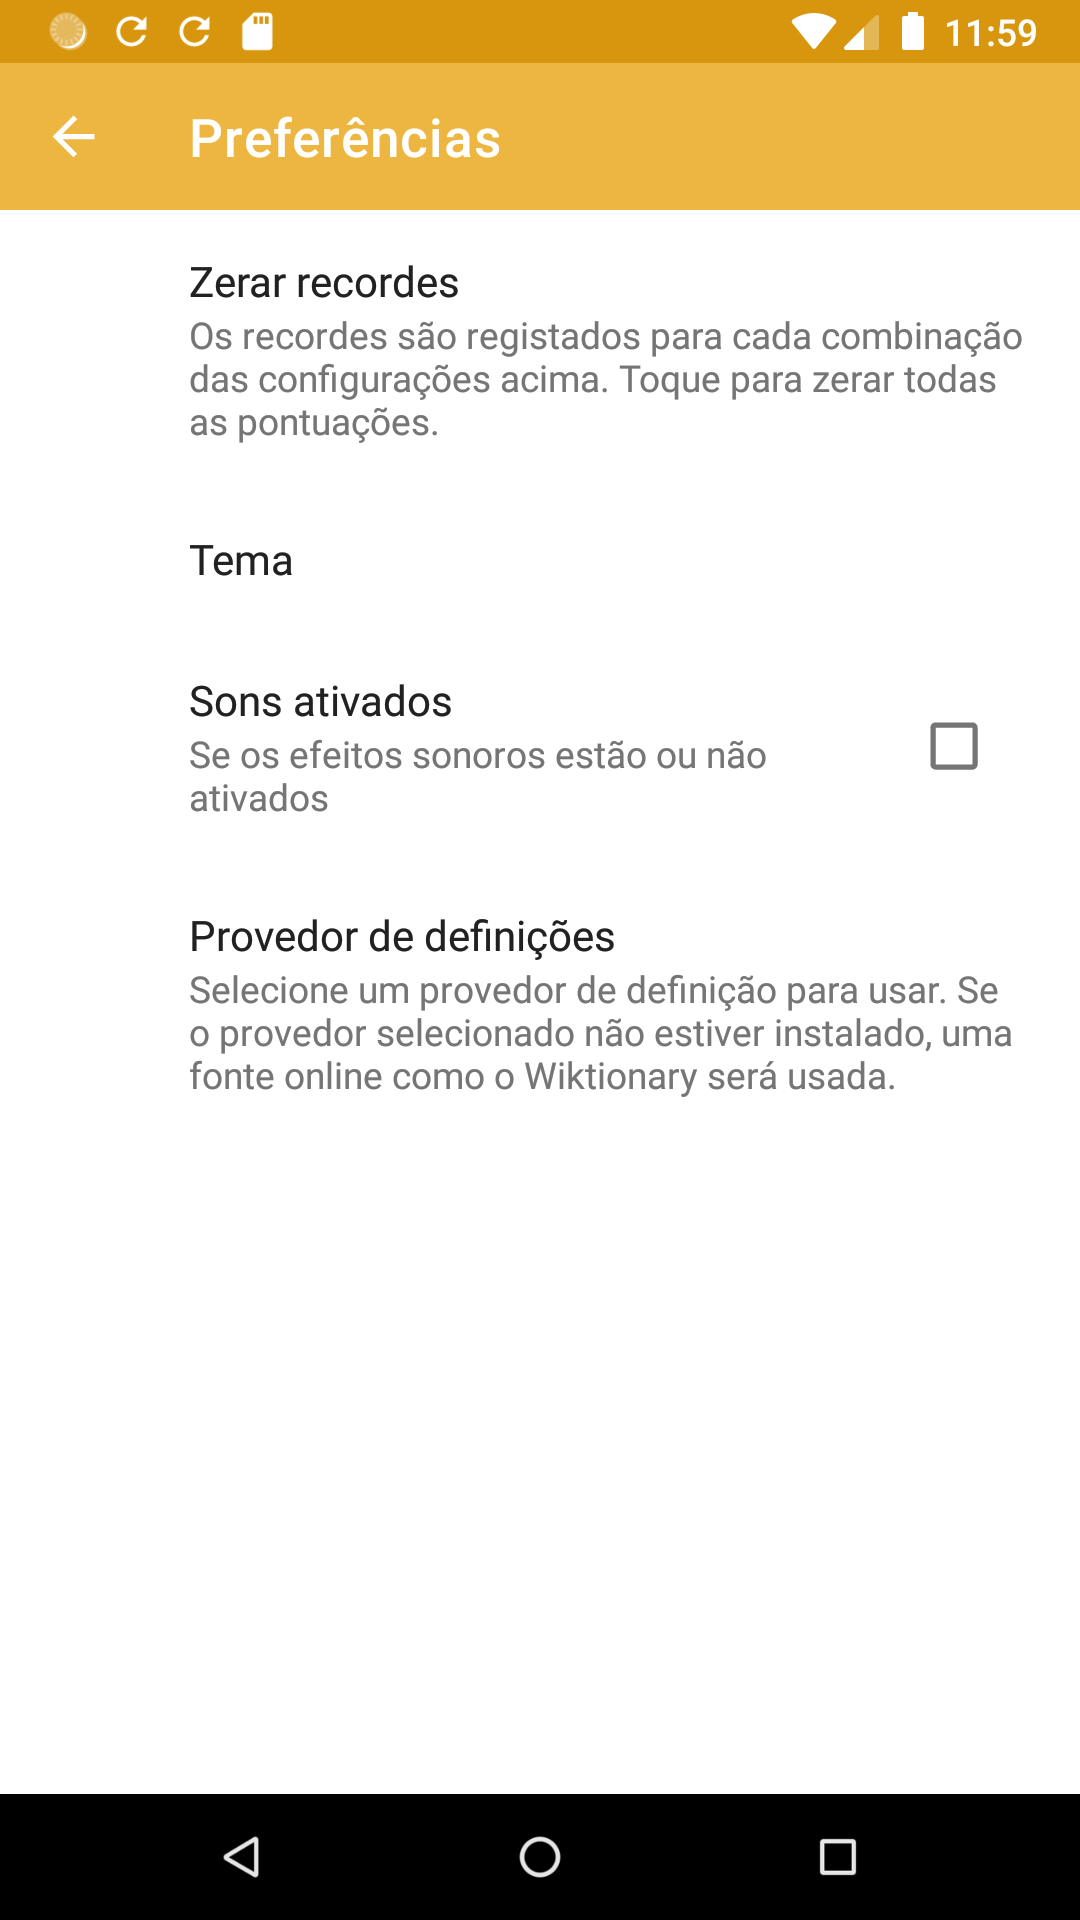 11:59
Preferências
Zerar recordes
Os recordes são registados para cada combinação
das configurações acima. Toque para zerar todas
as pontuações.
Tema
Sons ativados
Se os efeitos sonoros estão ou não
ativados
Provedor de definições
Selecione um provedor de definição para usar. Se
o provedor selecionado não estiver instalado, uma
fonte online como o Wiktionary será usada.